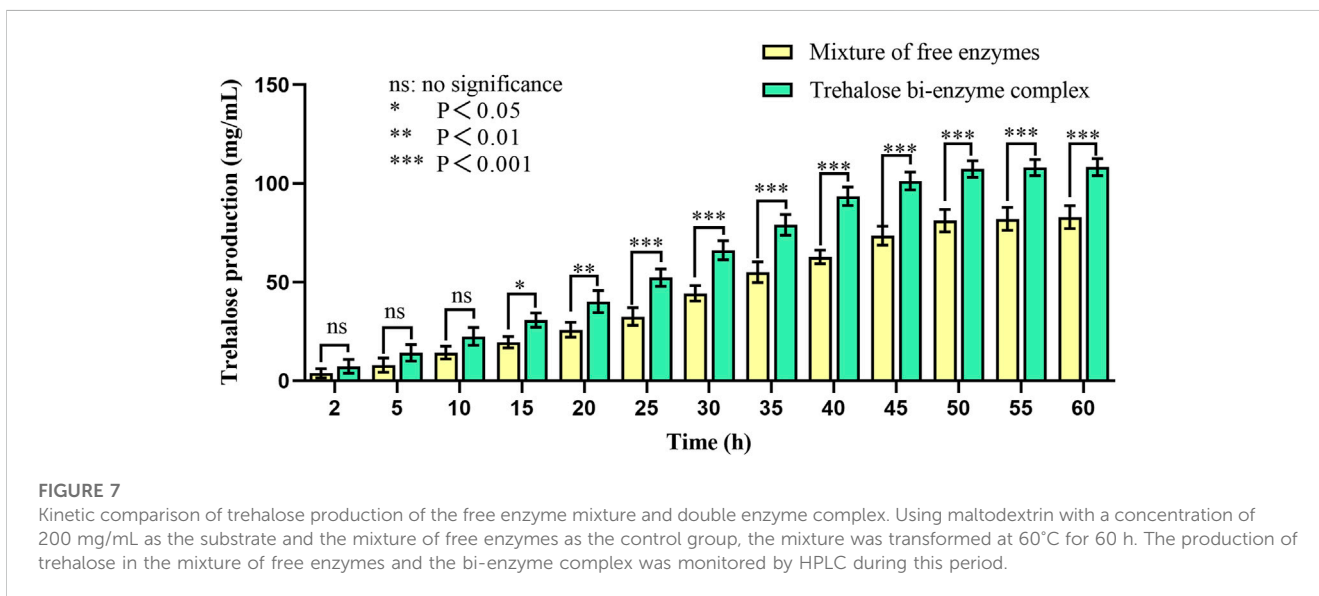 Mixture of free enzymes
Trehalose bi-enzyme complex
ns: no significance
* P＜0.05
** P＜0.01
*** P＜0.001
Trehalose production (mg/mL)
150
100
50
0
ns
ns
ns
*
**
***
***
***
***
***
***
***
***
2 5 10 15 20 25 30 35 40 45 50 55 60
Time (h)
FIGURE 7
Kinetic comparison of trehalose production of the free enzyme mixture and double enzyme complex. Using maltodextrin with a concentration of
200 mg/mL as the substrate and the mixture of free enzymes as the control group, the mixture was transformed at 60°C for 60 h. The production of
trehalose in the mixture of free enzymes and the bi-enzyme complex was monitored by HPLC during this period.